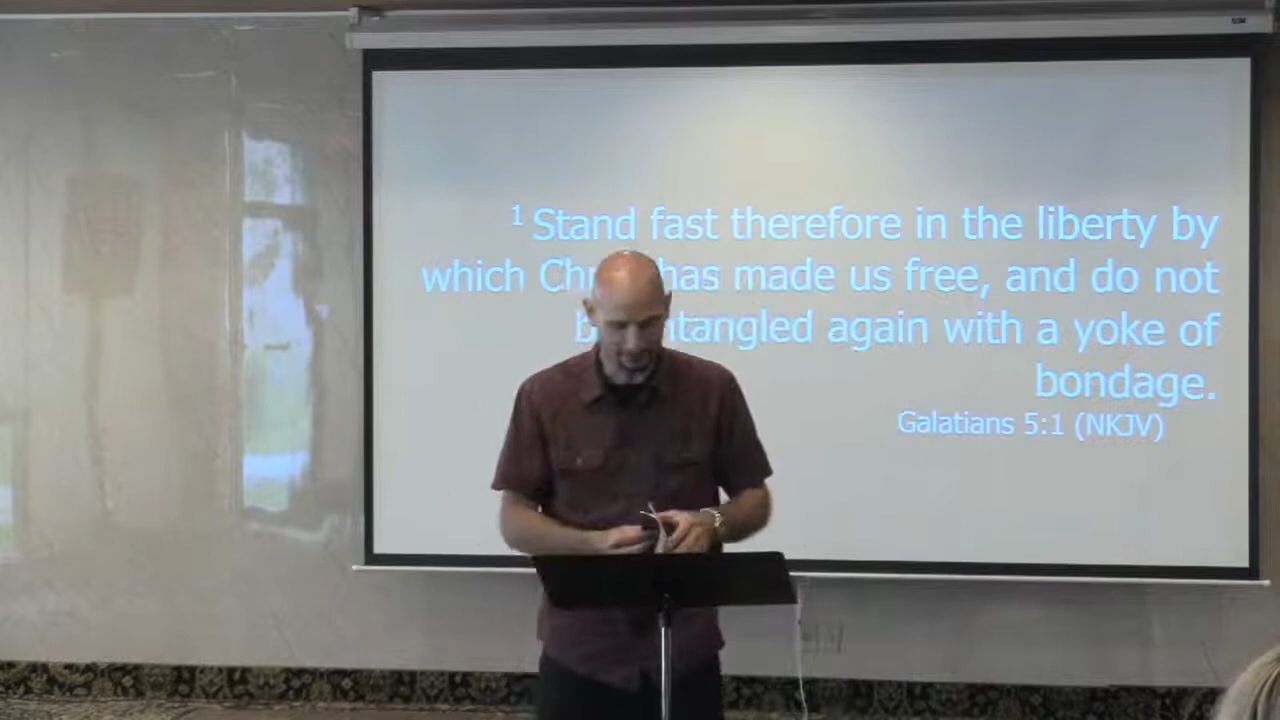 1 Stand fast therefore in the liberty by
which has made us free, and do not
again with a yoke of
bondage.
Galatians 5:1 (NKJV)